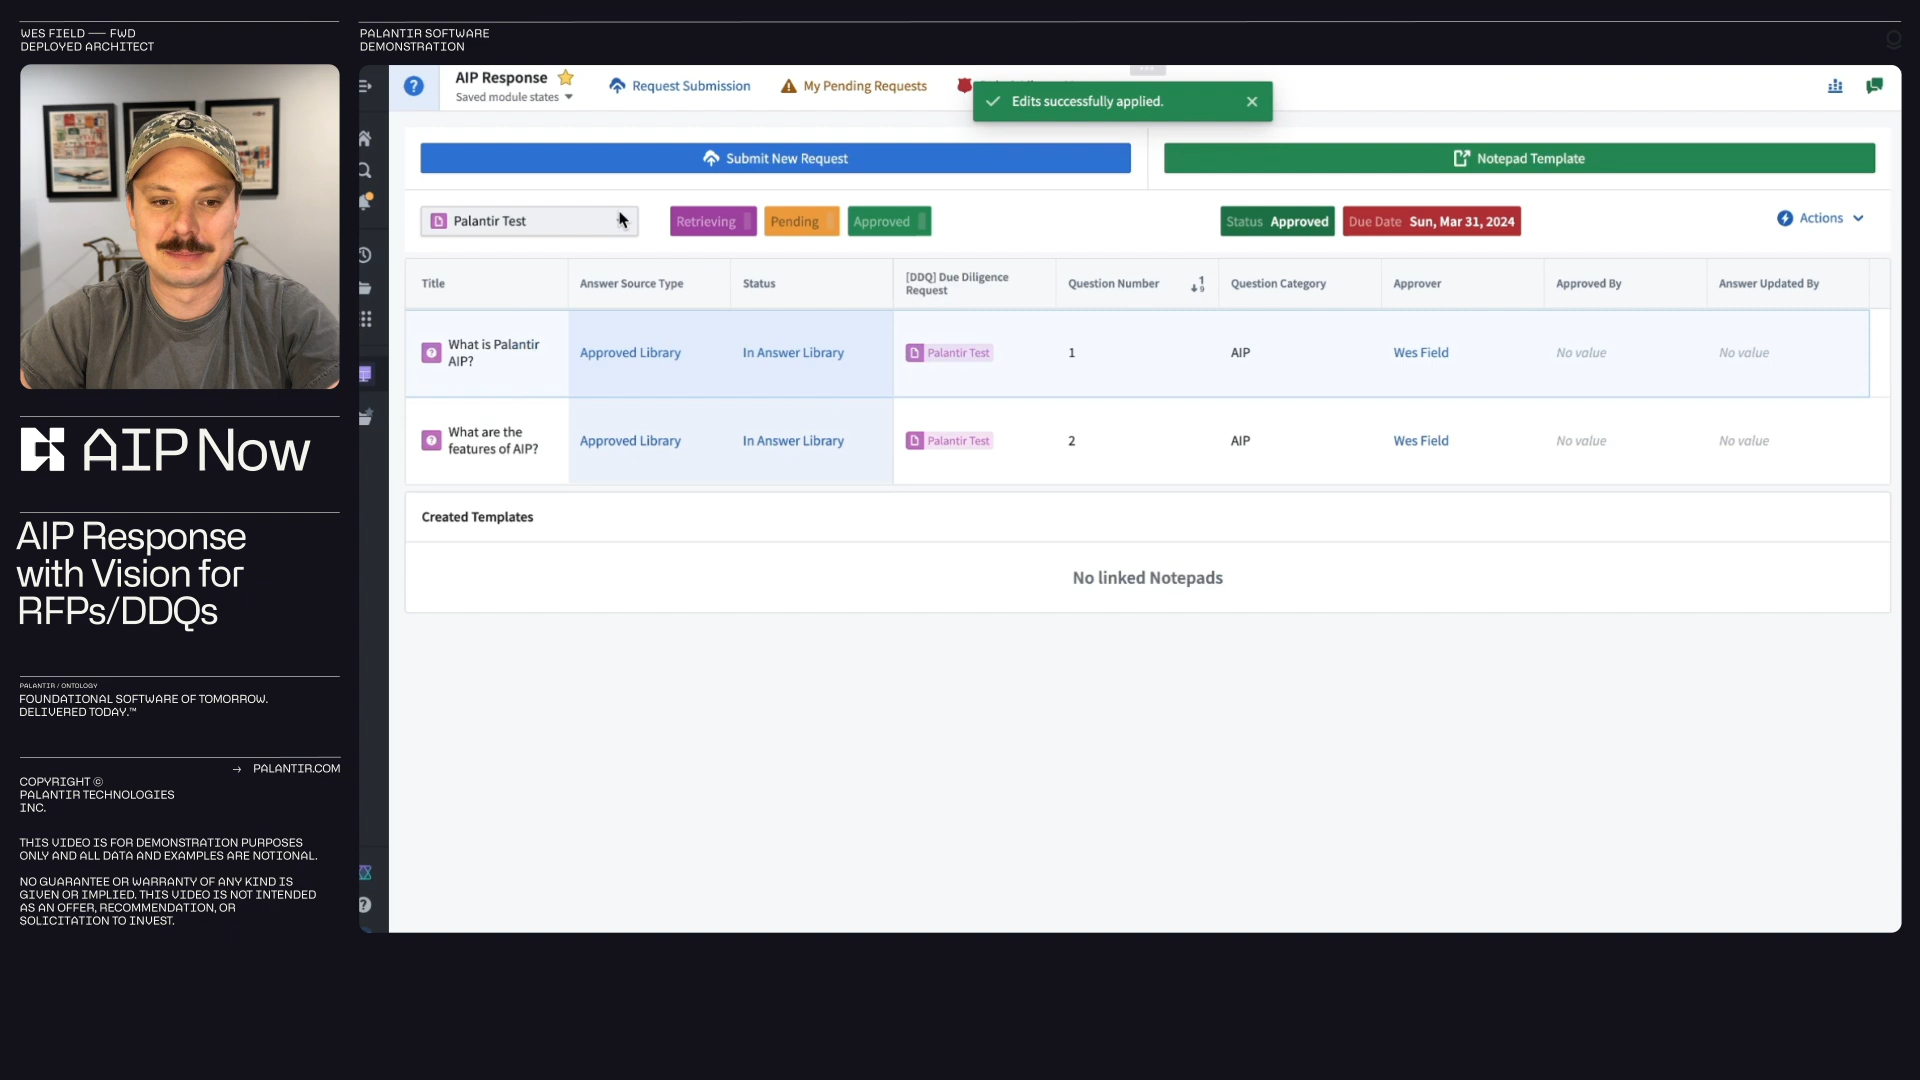 WES FIELD — FWD
DEPLOYED ARCHITECT
PALANTIR SOFTWARE
DEMONSTRATION
AIP Now
AIP Response
with Vision for
RFPs/DDQs
PALANTIR / ONTOLOGY
FOUNDATIONAL SOFTWARE OF TOMORROW.
DELIVERED TODAY.™
→ PALANTIR.COM
COPYRIGHT ©
PALANTIR TECHNOLOGIES
INC.
THIS VIDEO IS FOR DEMONSTRATION PURPOSES
ONLY AND ALL DATA AND EXAMPLES ARE NOTIONAL.
NO GUARANTEE OR WARRANTY OF ANY KIND IS
GIVEN OR IMPLIED. THIS VIDEO IS NOT INTENDED
AS AN OFFER, RECOMMENDATION, OR
SOLICITATION TO INVEST.
AIP Response
Saved module states
Request Submission
My Pending Requests
Edits successfully applied.
Submit New Request
Notepad Template
Palantir Test
Retrieving
Pending
Approved
Status Approved
Due Date Sun, Mar 31, 2024
Actions
Title
Answer Source Type
Status
[DDQ] Due Diligence
Request
Question Number
Question Category
Approver
Approved By
Answer Updated By
What is Palantir
AIP?
Approved Library
In Answer Library
Palantir Test
1
AIP
Wes Field
No value
No value
What are the
features of AIP?
Approved Library
In Answer Library
Palantir Test
2
AIP
Wes Field
No value
No value
Created Templates
No linked Notepads